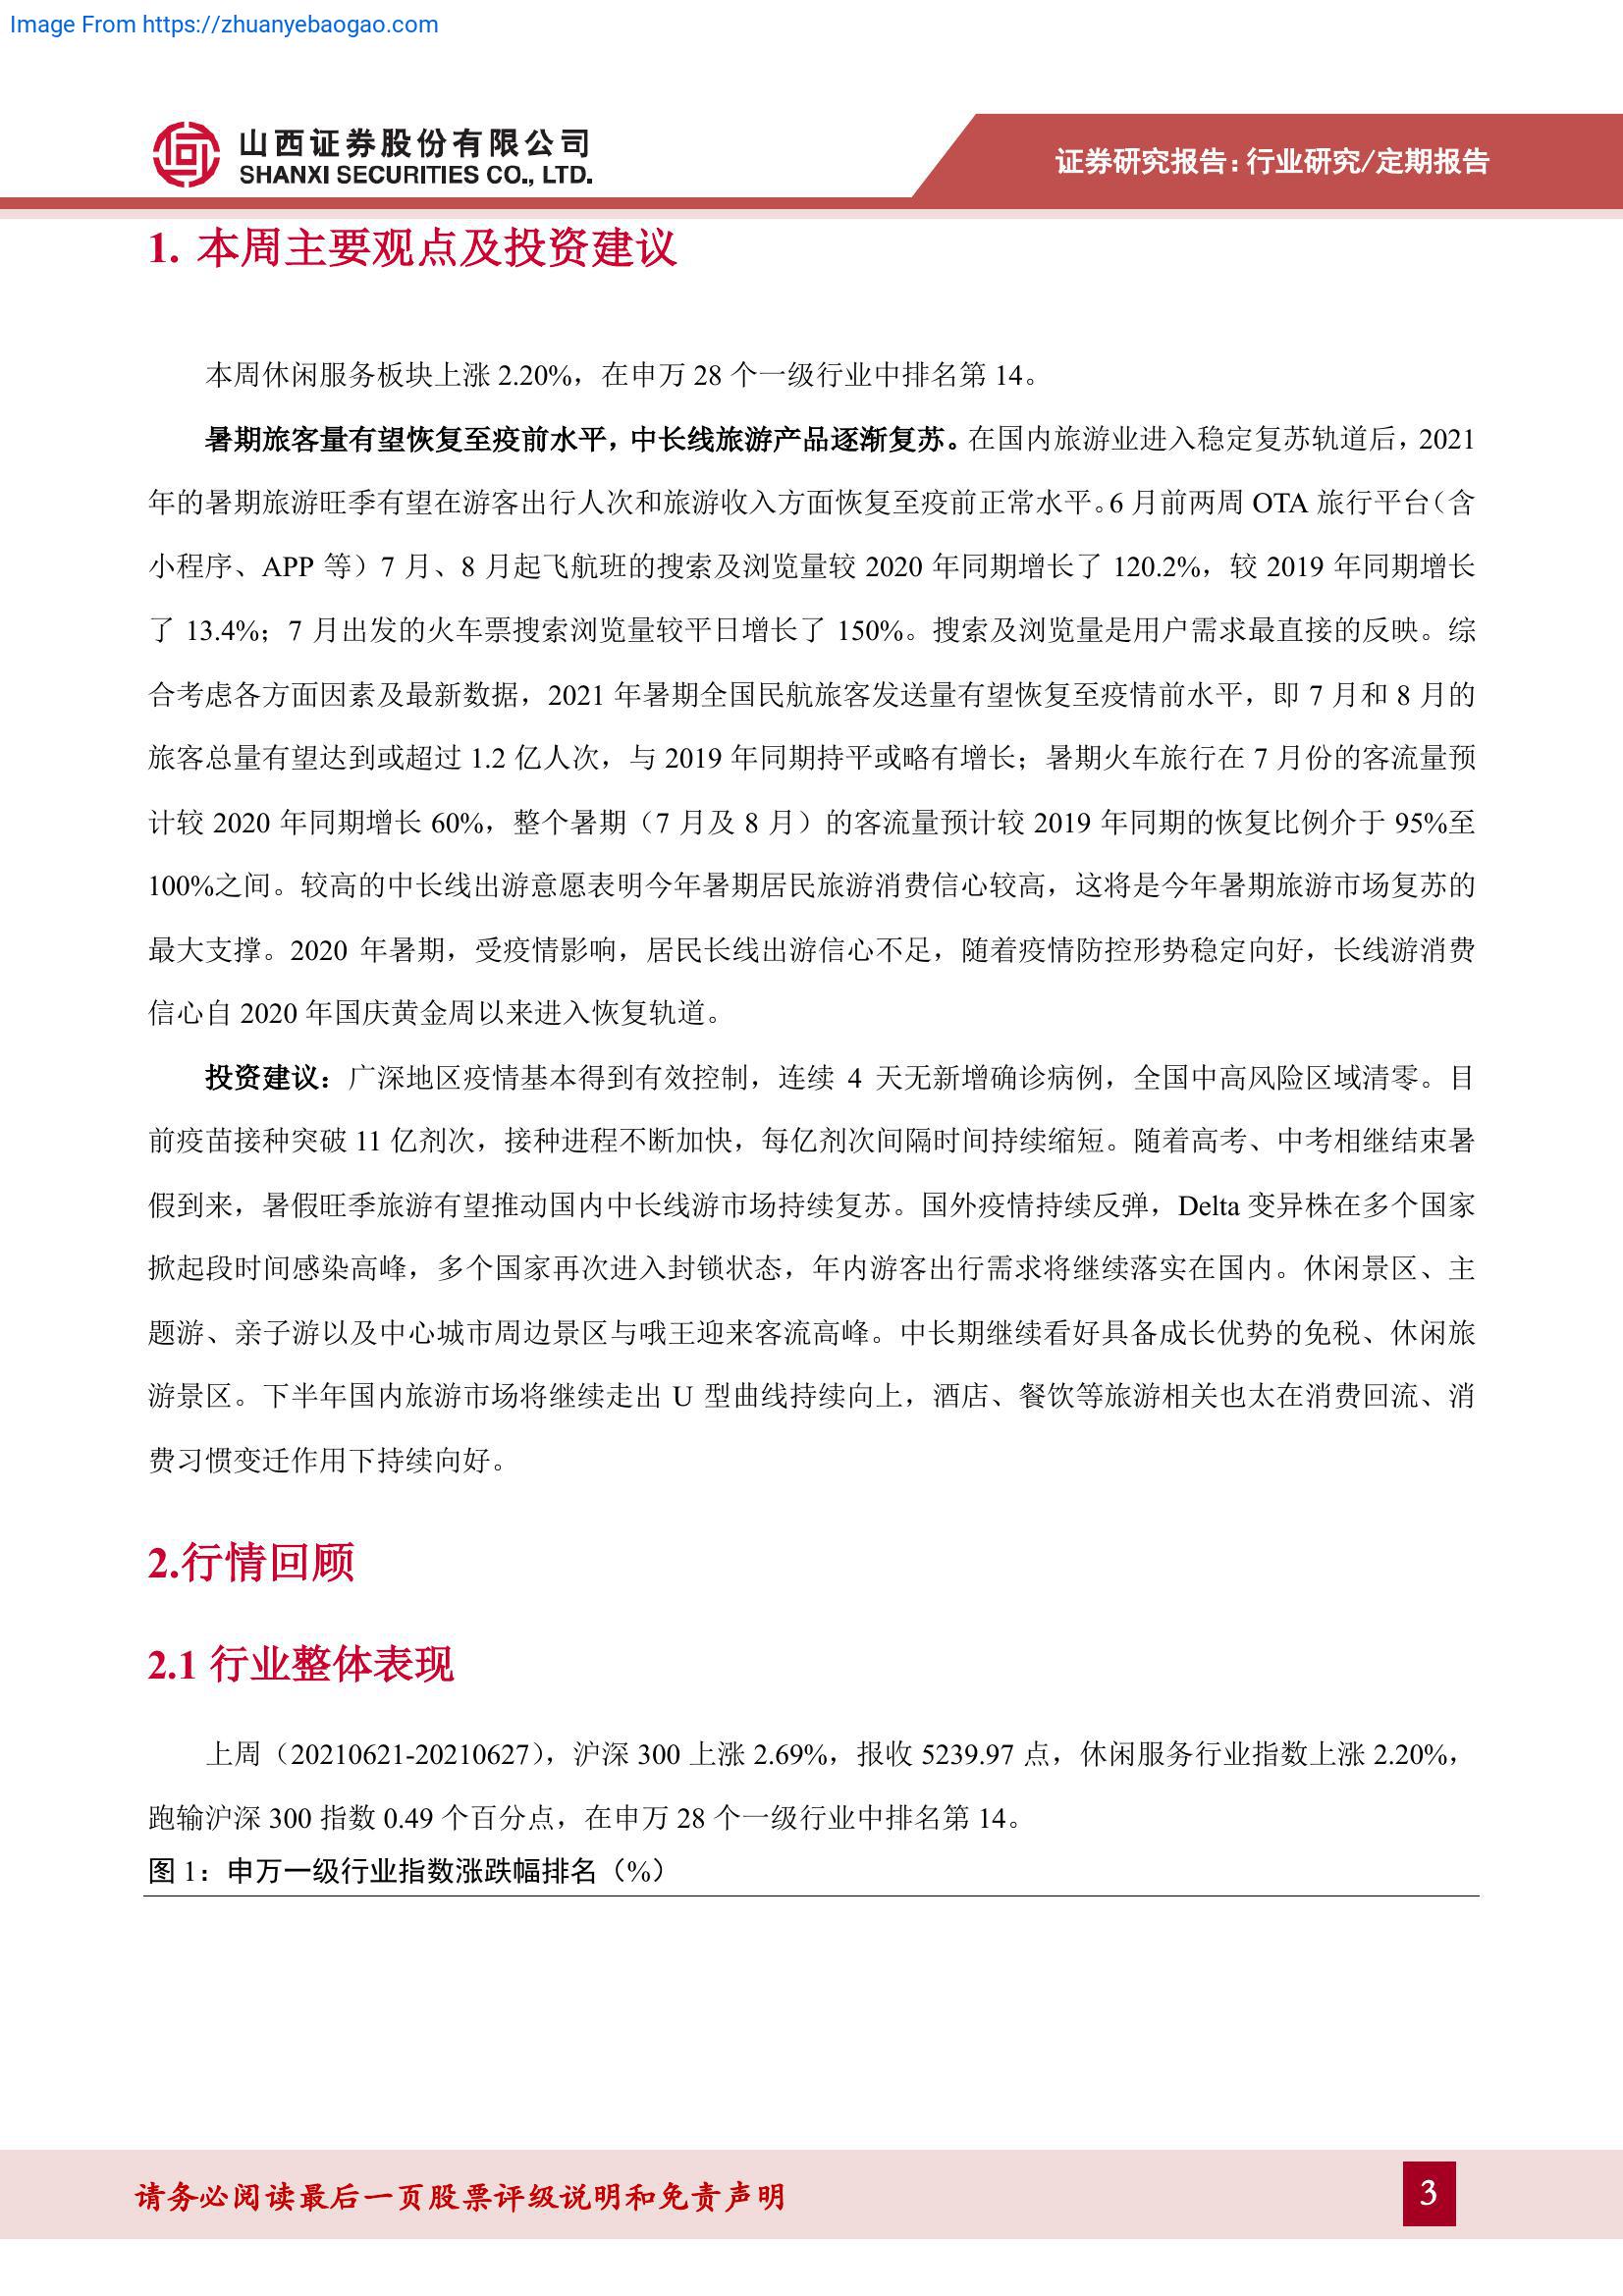 Image From https://zhuanyebaogao.com
山西证券股份有限公司
SHANXI SECURITIES CO., LTD.
证券研究报告：行业研究/定期报告
1. 本周主要观点及投资建议
本周休闲服务板块上涨 2.20%，在申万 28 个一级行业中排名第 14。
暑期旅客量有望恢复至疫前水平，中长线旅游产品逐渐复苏。在国内旅游业进入稳定复苏轨道后，2021
年的暑期旅游旺季有望在游客出行人次和旅游收入方面恢复至疫前正常水平。6 月前两周 OTA 旅行平台（含
小程序、APP 等）7 月、8 月起飞航班的搜索及浏览量较 2020 年同期增长了 120.2%，较 2019 年同期增长
了 13.4%；7 月出发的火车票搜索浏览量较平日增长了 150%。搜索及浏览量是用户需求最直接的反映。综
合考虑各方面因素及最新数据，2021 年暑期全国民航旅客发送量有望恢复至疫情前水平，即 7 月和 8 月的
旅客总量有望达到或超过 1.2 亿人次，与 2019 年同期持平或略有增长；暑期火车旅行在 7 月份的客流量预
计较 2020 年同期增长 60%，整个暑期（7 月及 8 月）的客流量预计较 2019 年同期的恢复比例介于 95%至
100%之间。较高的中长线出游意愿表明今年暑期居民旅游消费信心较高，这将是今年暑期旅游市场复苏的
最大支撑。2020 年暑期，受疫情影响，居民长线出游信心不足，随着疫情防控形势稳定向好，长线游消费
信心自 2020 年国庆黄金周以来进入恢复轨道。
投资建议：广深地区疫情基本得到有效控制，连续 4 天无新增确诊病例，全国中高风险区域清零。目
前疫苗接种突破 11 亿剂次，接种进程不断加快，每亿剂次间隔时间持续缩短。随着高考、中考相继结束暑
假到来，暑假旺季旅游有望推动国内中长线游市场持续复苏。国外疫情持续反弹，Delta 变异株在多个国家
掀起段时间感染高峰，多个国家再次进入封锁状态，年内游客出行需求将继续落实在国内。休闲景区、主
题游、亲子游以及中心城市周边景区与哦王迎来客流高峰。中长期继续看好具备成长优势的免税、休闲旅
游景区。下半年国内旅游市场将继续走出 U 型曲线持续向上，酒店、餐饮等旅游相关也太在消费回流、消
费习惯变迁作用下持续向好。
2.行情回顾
2.1 行业整体表现
上周（20210621-20210627），沪深 300 上涨 2.69%，报收 5239.97 点，休闲服务行业指数上涨 2.20%，
跑输沪深 300 指数 0.49 个百分点，在申万 28 个一级行业中排名第 14。
图 1：申万一级行业指数涨跌幅排名（%）
请务必阅读最后一页股票评级说明和免责声明
3